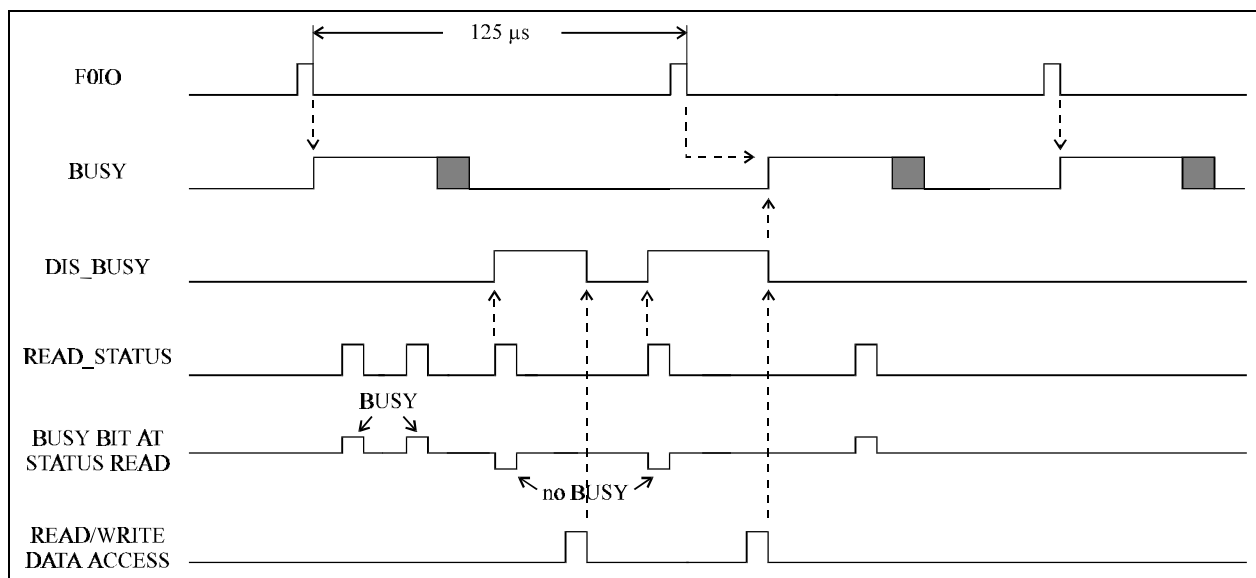 125 µs
F0IO
BUSY
DIS_BUSY
READ_STATUS
BUSY
BUSY BIT AT
STATUS READ
no BUSY
READ/WRITE
DATA ACCESS